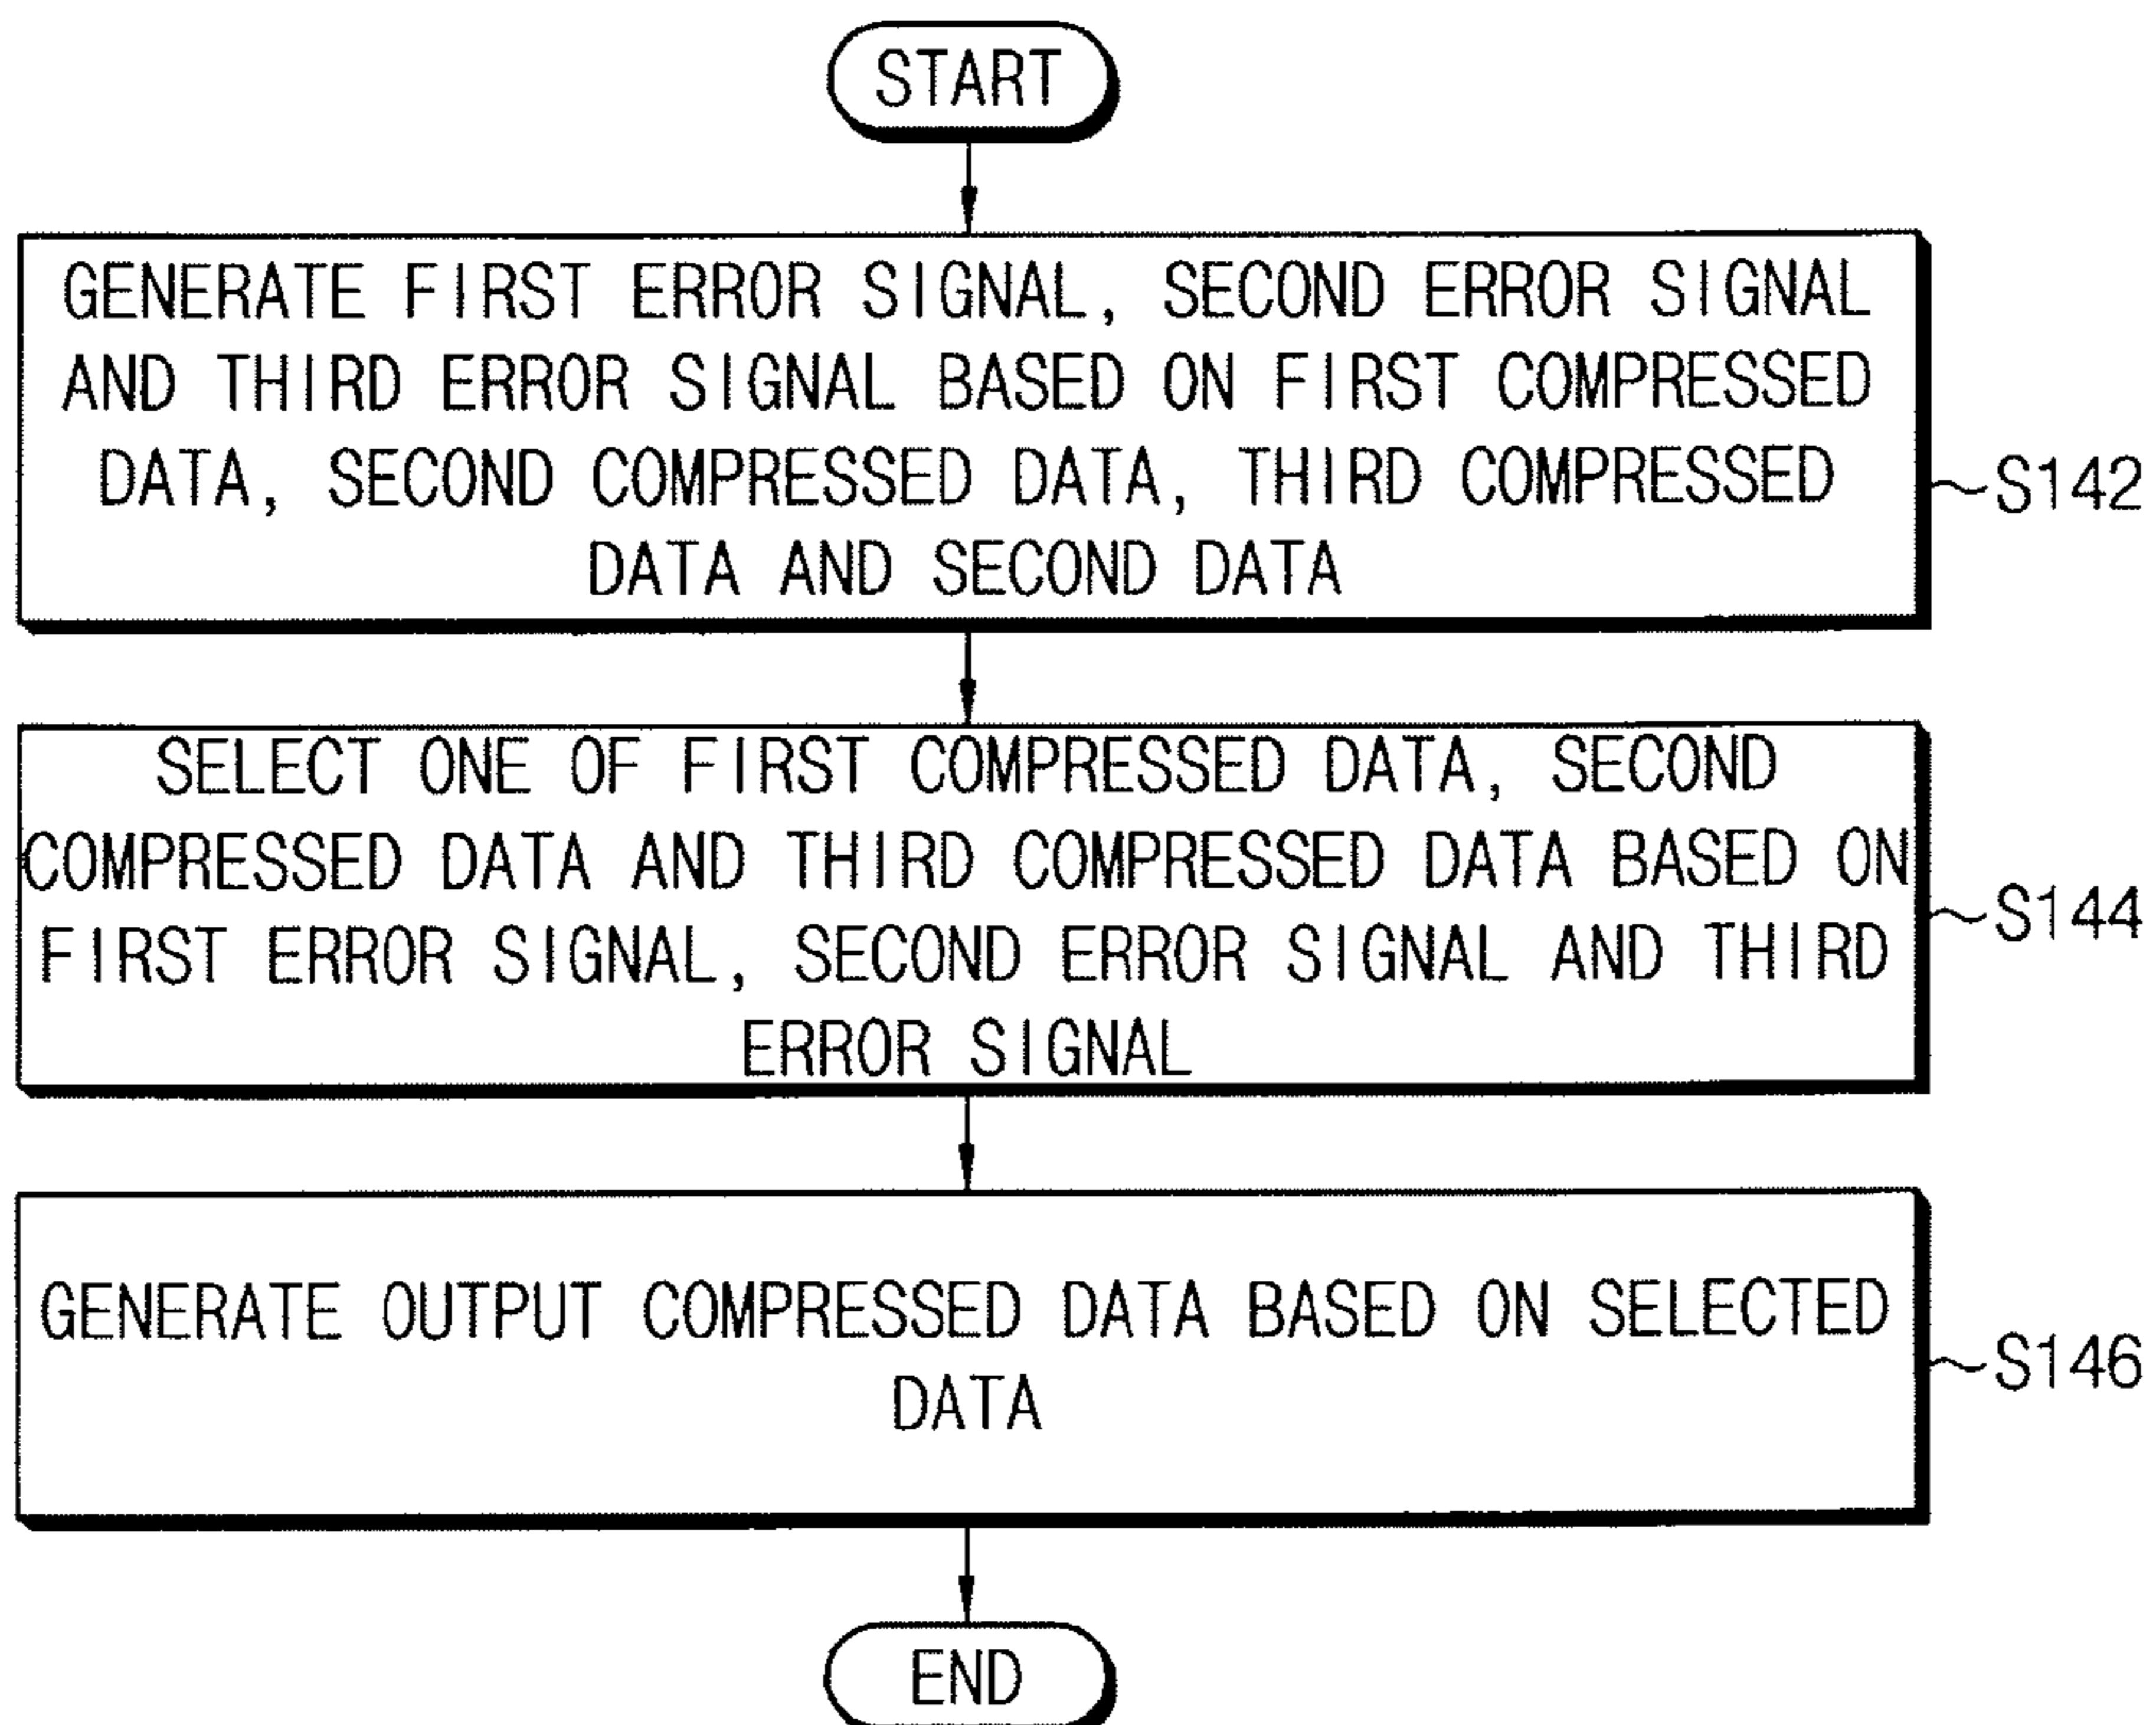 START
GENERATE FIRST ERROR SIGNAL, SECOND ERROR SIGNAL
AND THIRD ERROR SIGNAL BASED ON FIRST COMPRESSED
DATA, SECOND COMPRESSED DATA, THIRD COMPRESSED
DATA AND SECOND DATA
S142
SELECT ONE OF FIRST COMPRESSED DATA, SECOND
COMPRESSED DATA AND THIRD COMPRESSED DATA BASED ON
FIRST ERROR SIGNAL, SECOND ERROR SIGNAL AND THIRD
ERROR SIGNAL
S144
GENERATE OUTPUT COMPRESSED DATA BASED ON SELECTED
DATA
S146
END